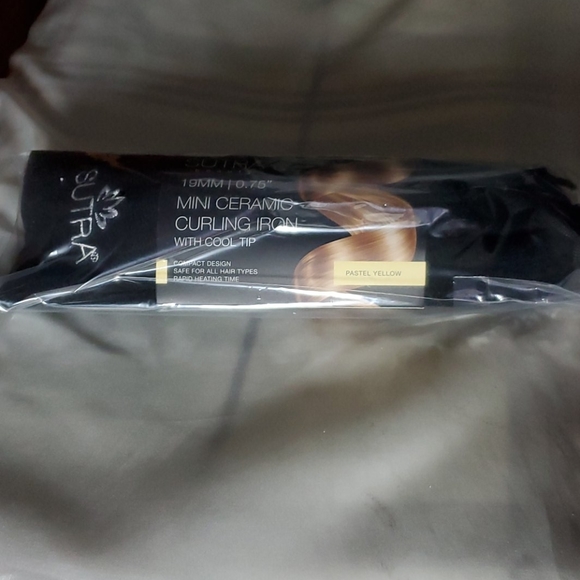 SUTRA
SUTRA
19MM | 0.75"
MINI CERAMIC
CURLING IRON
WITH COOL TIP
COMPACT DESIGN
SAFE FOR ALL HAIR TYPES
RAPID HEATING TIME
PASTEL YELLOW